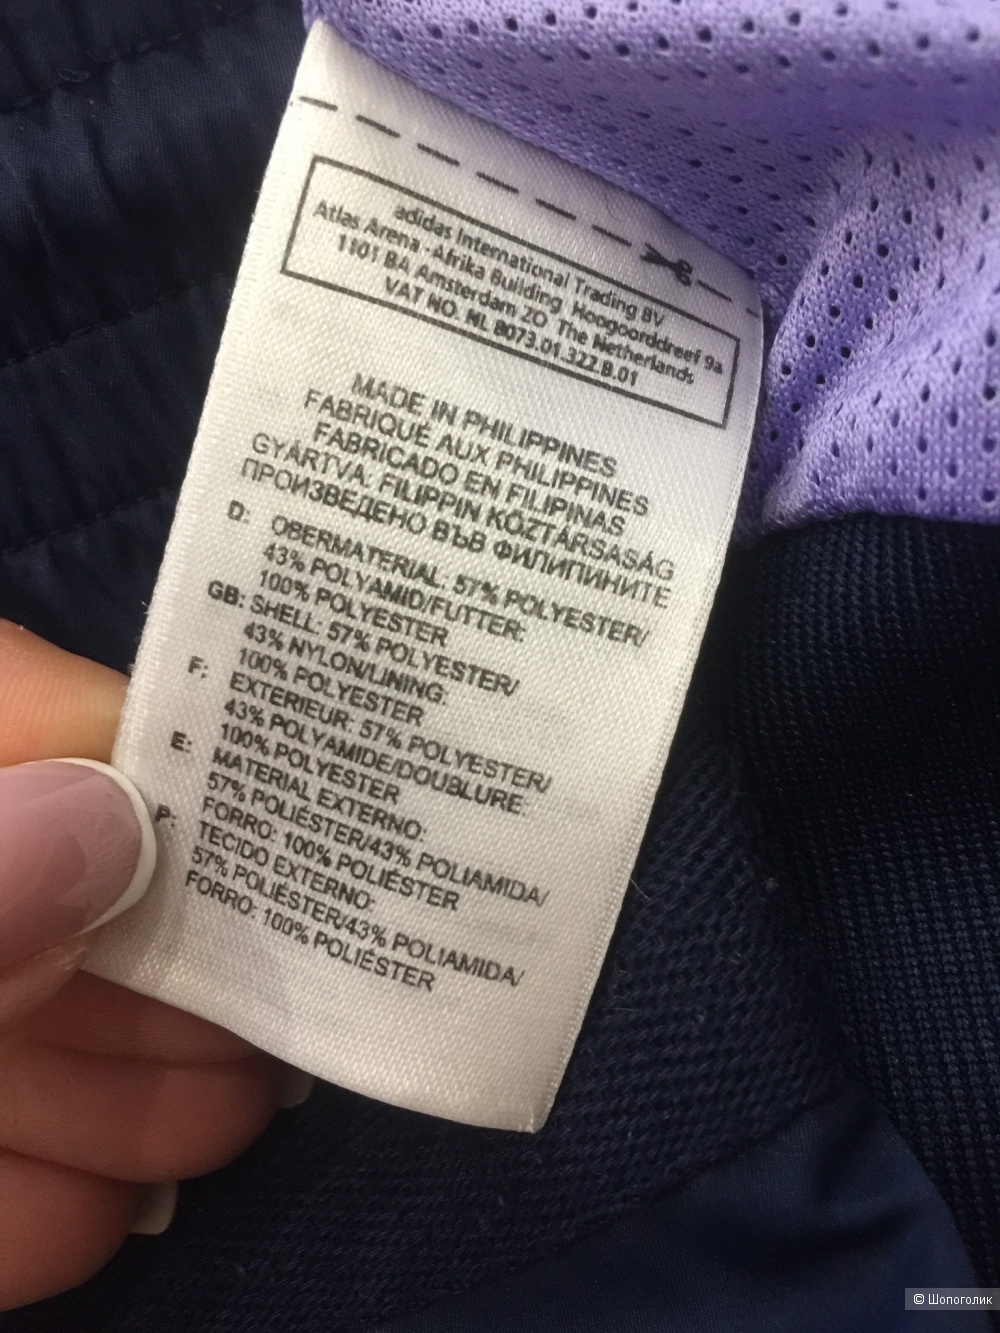 adidas International Trading BV
Atlas Arena - Afrika Building Hoogoorddreef 9a
1101 BA Amsterdam ZO The Netherlands
VAT NO. NL 8073.01.322.B.01
MADE IN PHILIPPINES
FABRIQUÉ AUX PHILIPPINES
FABRICADO EN FILIPINAS
GYÁRTVA: FILIPPIN KÖZTÁRSASÁG
ПРОИЗВЕДЕНО ВЪВ ФИЛИПИНИТЕ
D: OBERMATERIAL: 57% POLYESTER/
43% POLYAMID/FUTTER:
100% POLYESTER
GB: SHELL: 57% POLYESTER/
43% NYLON/LINING:
100% POLYESTER
F: EXTERIEUR: 57% POLYESTER/
43% POLYAMIDE/DOUBLURE:
100% POLYESTER
E: MATERIAL EXTERNO:
57% POLIÉSTER/43% POLIAMIDA/
FORRO: 100% POLIÉSTER
P: TECIDO EXTERNO:
57% POLIÉSTER/43% POLIAMIDA/
FORRO: 100% POLIÉSTER
© Шопоголик